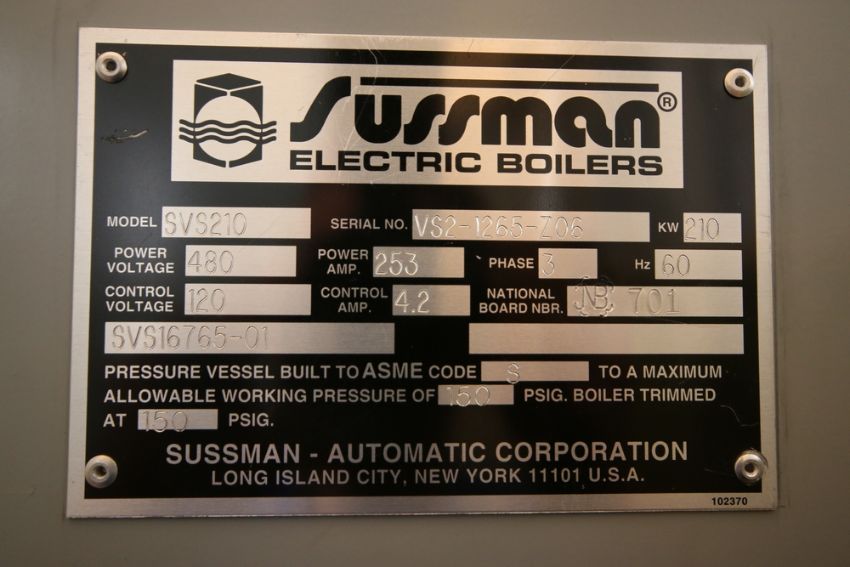 Sussman®
ELECTRIC BOILERS
MODEL SVS210 SERIAL NO. VS2-1265-Z06 KW 210
POWER VOLTAGE 480 POWER AMP. 253 PHASE 3 Hz 60
CONTROL VOLTAGE 120 CONTROL AMP. 4.2 NATIONAL BOARD NBR. NB 701
SVS16765-01
PRESSURE VESSEL BUILT TO ASME CODE S TO A MAXIMUM
ALLOWABLE WORKING PRESSURE OF 150 PSIG. BOILER TRIMMED
AT 150 PSIG.
SUSSMAN - AUTOMATIC CORPORATION
LONG ISLAND CITY, NEW YORK 11101 U.S.A.
102370